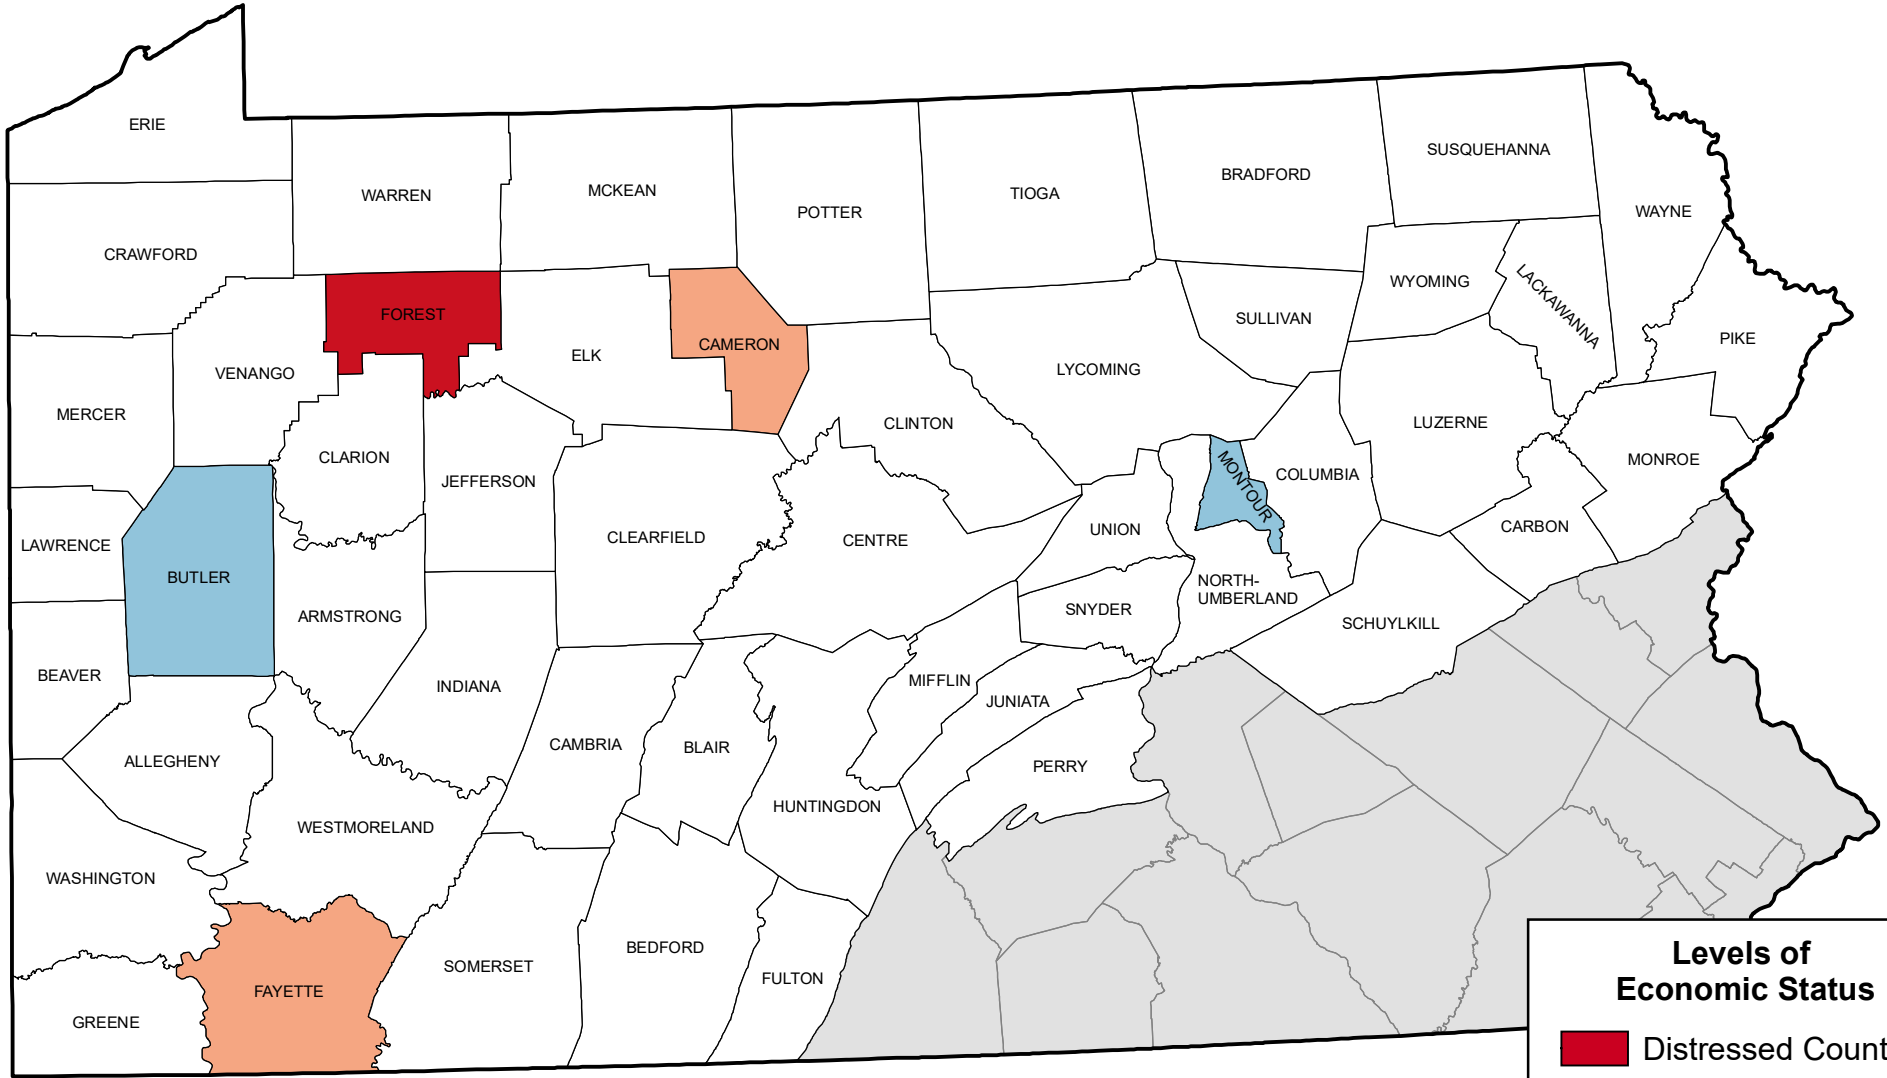 ERIE
WARREN
MCKEAN
POTTER
TIOGA
BRADFORD
SUSQUEHANNA
WAYNE
CRAWFORD
FOREST
ELK
CAMERON
SULLIVAN
WYOMING
LACKAWANNA
PIKE
VENANGO
MERCER
CLARION
JEFFERSON
CLINTON
LYCOMING
LUZERNE
MONROE
MONTOUR
COLUMBIA
LAWRENCE
BUTLER
CLEARFIELD
CENTRE
UNION
CARBON
ARMSTRONG
SNYDER
NORTH-
UMBERLAND
SCHUYLKILL
BEAVER
INDIANA
MIFFLIN
JUNIATA
ALLEGHENY
CAMBRIA
BLAIR
PERRY
HUNTINGDON
WESTMORELAND
WASHINGTON
GREENE
FAYETTE
SOMERSET
BEDFORD
FULTON
Levels of
Economic Status
Distressed Count